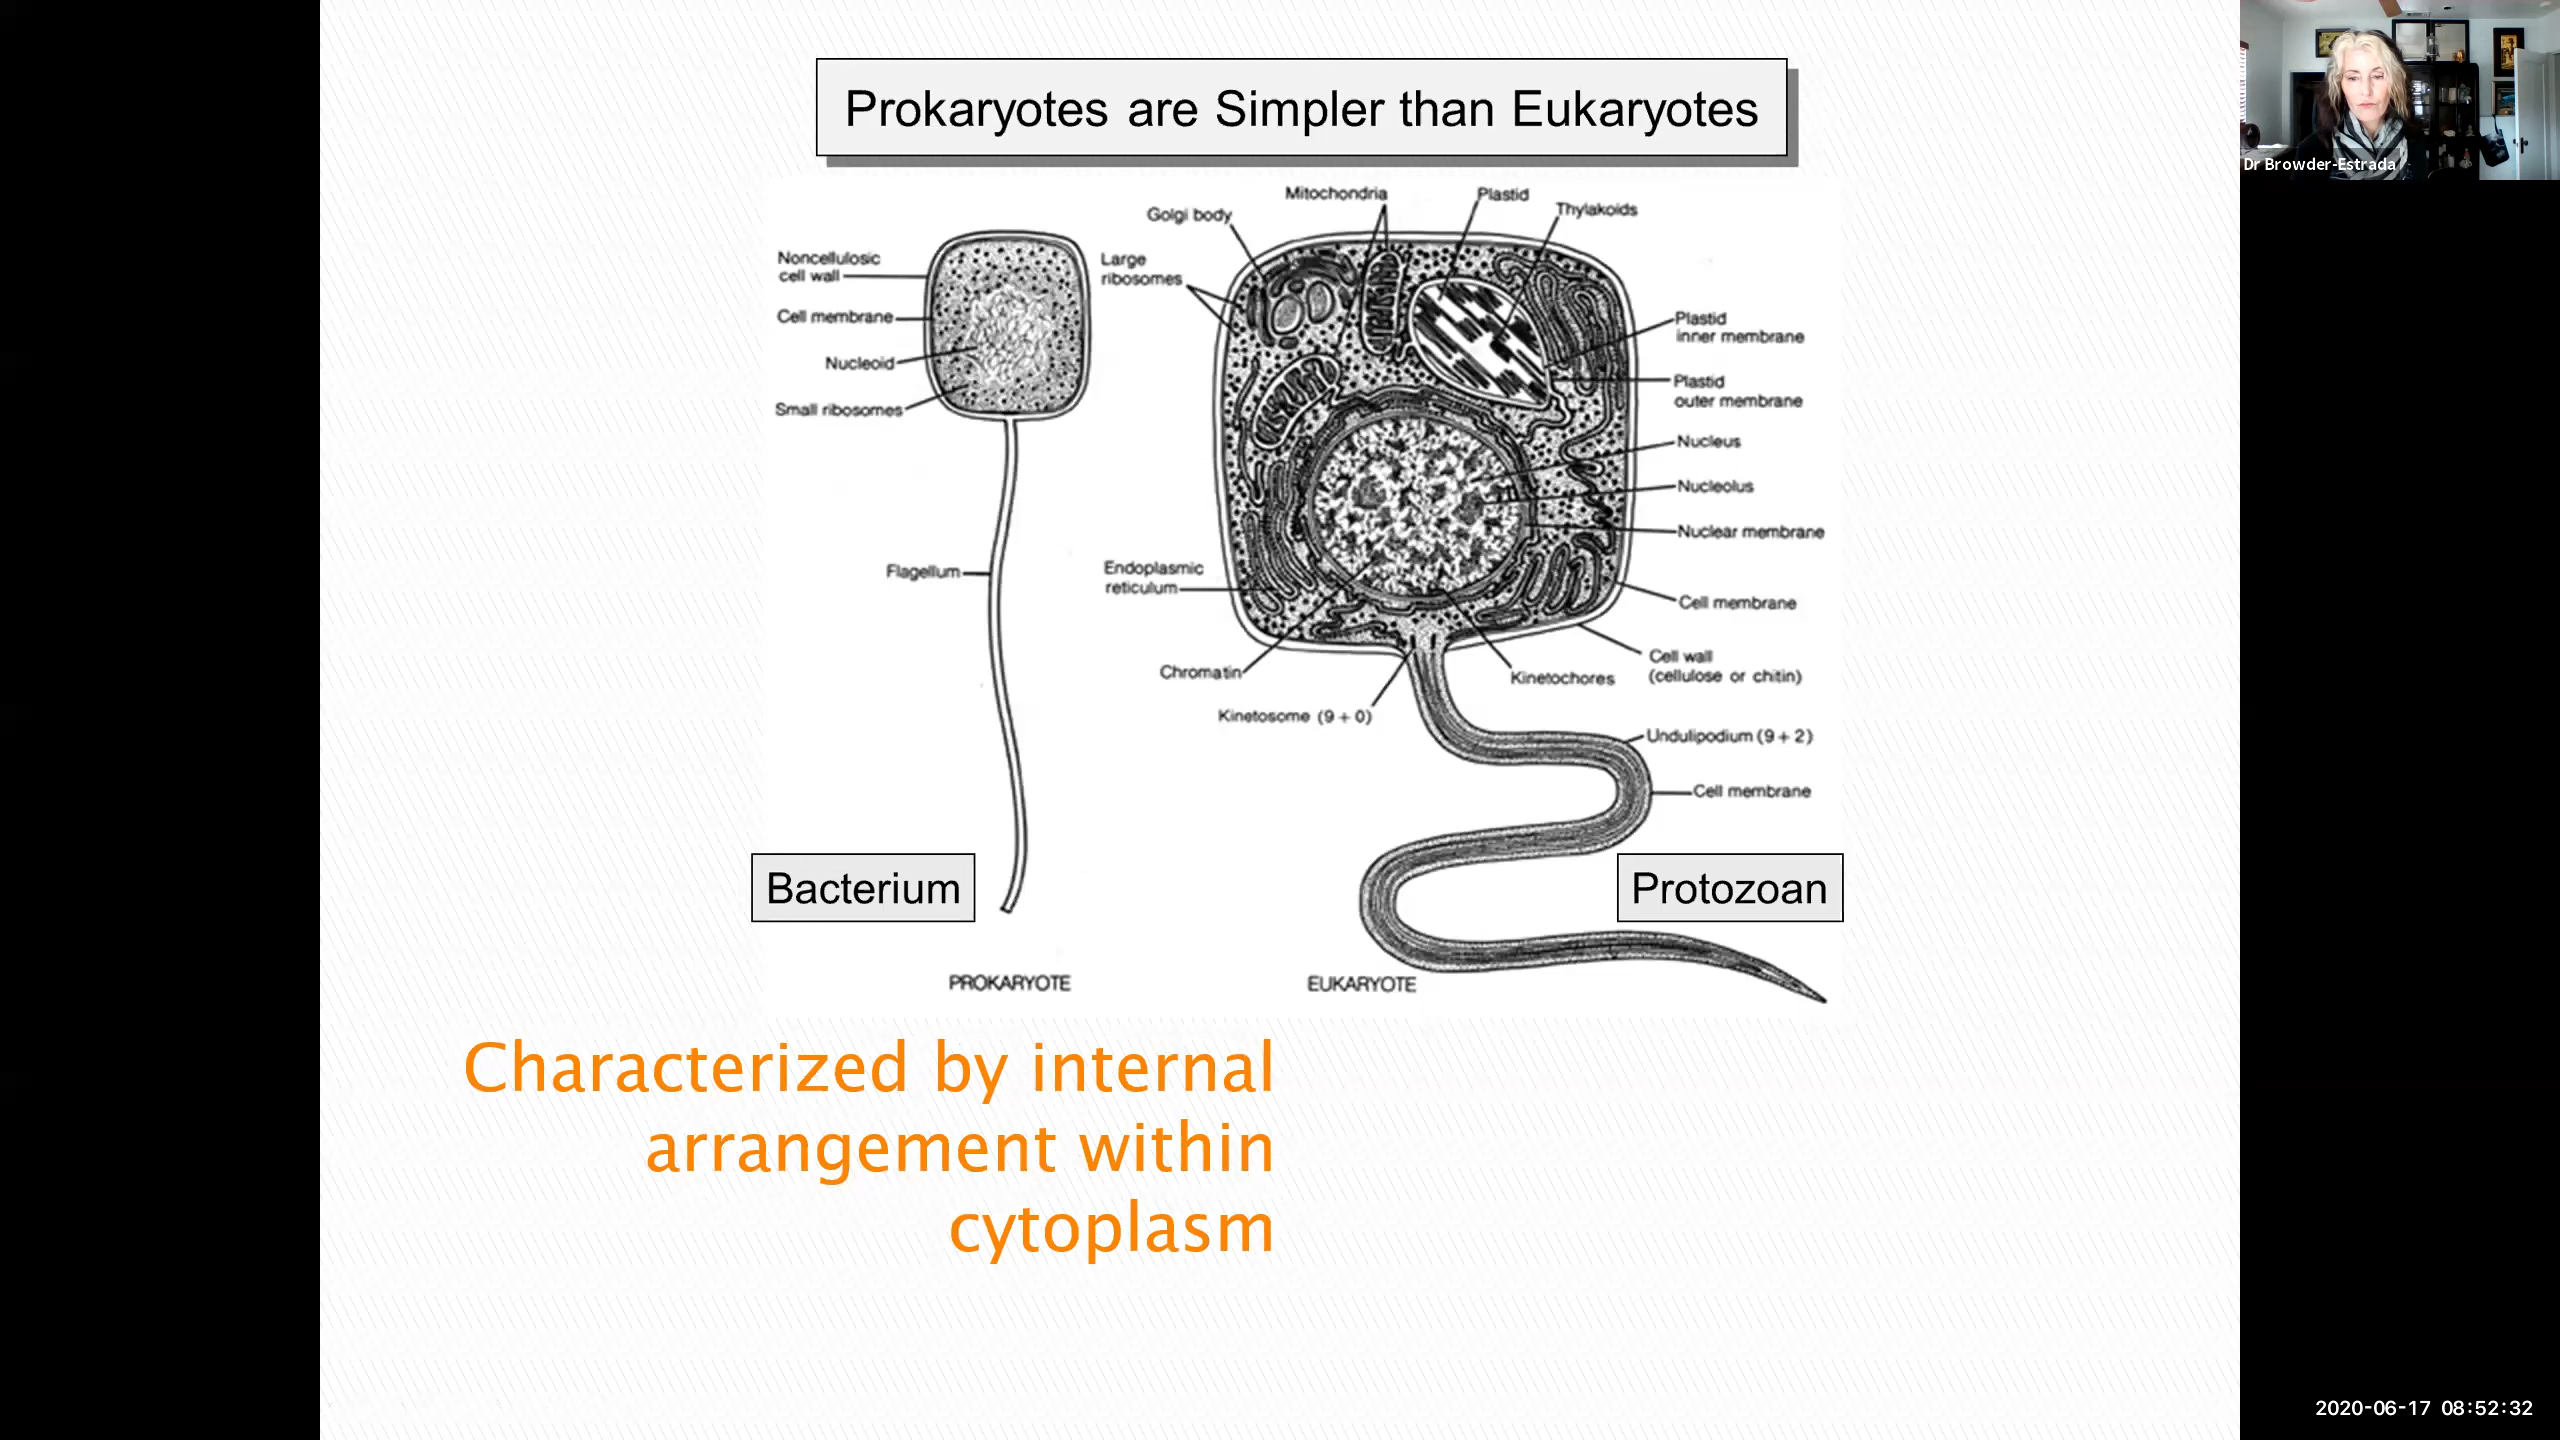 Prokaryotes are Simpler than Eukaryotes
Dr Browder-Estrada
Noncellulosic
cell wall
Cell membrane
Nucleoid
Small ribosomes
Flagellum
Bacterium
PROKARYOTE
Golgi body
Mitochondria
Plastid
Thylakoids
Large
ribosomes
Plastid
inner membrane
Plastid
outer membrane
Nucleus
Nucleolus
Nuclear membrane
Endoplasmic
reticulum
Cell membrane
Cell wall
(cellulose or chitin)
Chromatin
Kinetochores
Kinetosome (9 + 0)
Undulipodium (9 + 2)
Cell membrane
Protozoan
EUKARYOTE
Characterized by internal
arrangement within
cytoplasm
2020-06-17 08:52:32